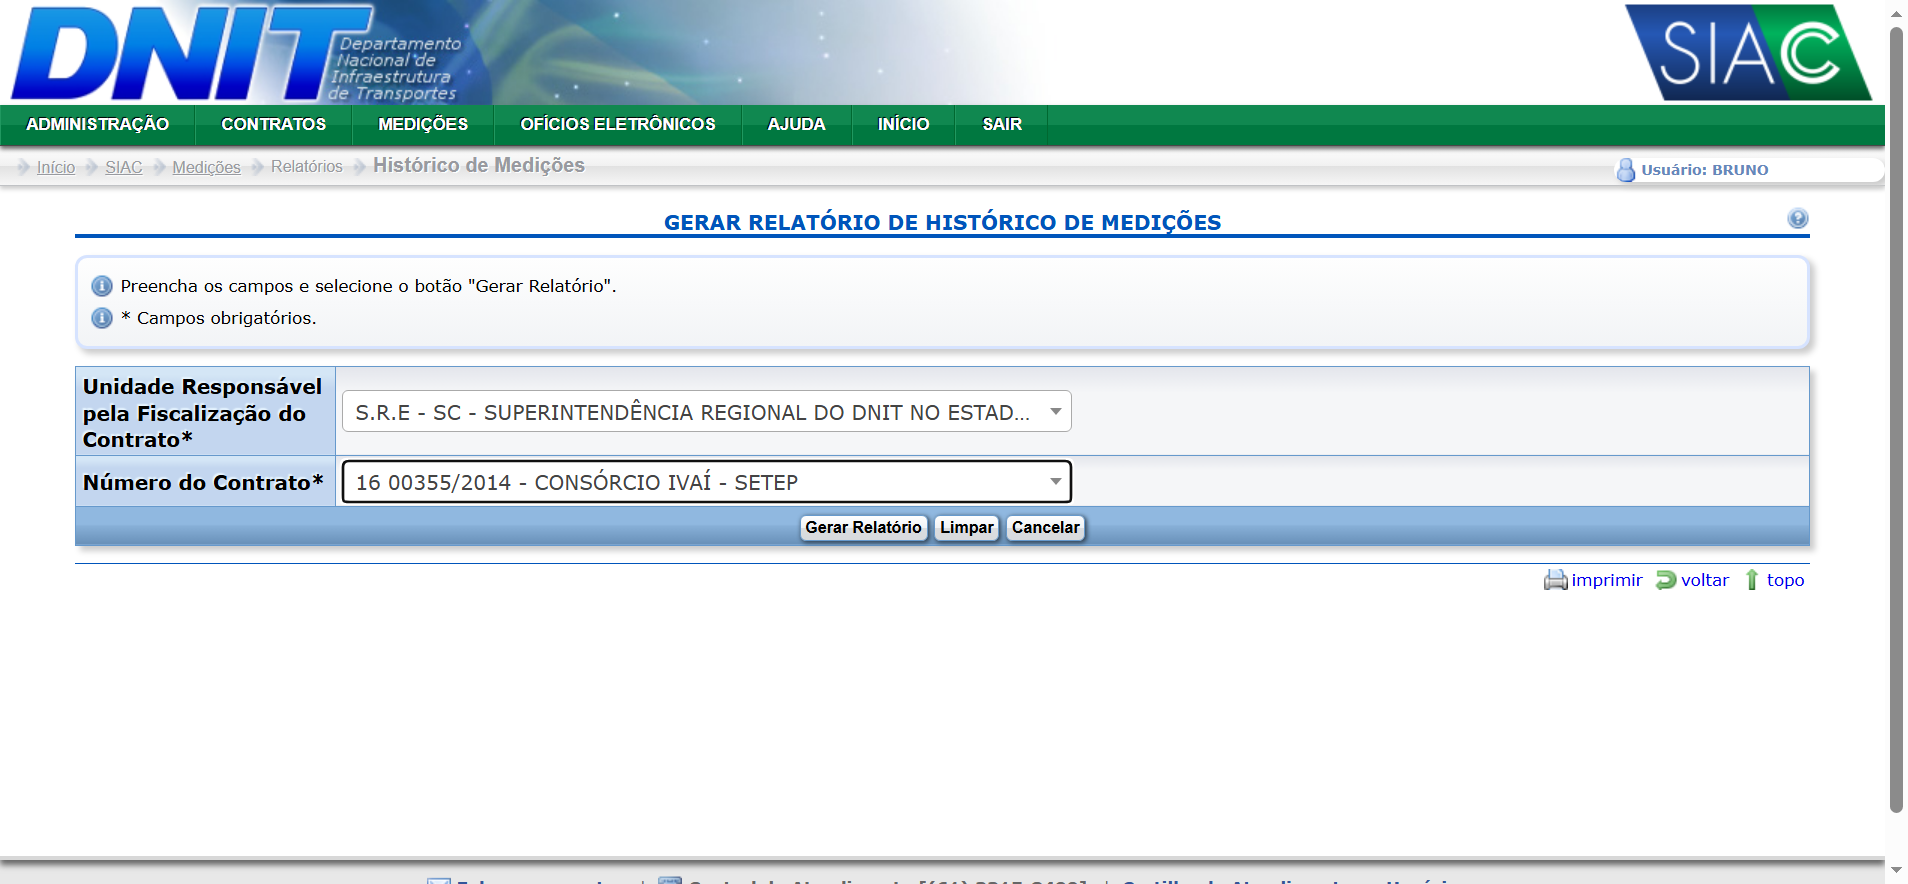 DNIT
Departamento
Nacional de
Infraestrutura
de Transportes
SIAC
ADMINISTRAÇÃO CONTRATOS MEDIÇÕES OFÍCIOS ELETRÔNICOS AJUDA INÍCIO SAIR
Início SIAC Medições Relatórios Histórico de Medições
Usuário: BRUNO
GERAR RELATÓRIO DE HISTÓRICO DE MEDIÇÕES
Preencha os campos e selecione o botão "Gerar Relatório".
* Campos obrigatórios.
Unidade Responsável
pela Fiscalização do
Contrato*
S.R.E - SC - SUPERINTENDÊNCIA REGIONAL DO DNIT NO ESTAD...
Número do Contrato*
16 00355/2014 - CONSÓRCIO IVAÍ - SETEP
Gerar Relatório Limpar Cancelar
imprimir voltar topo